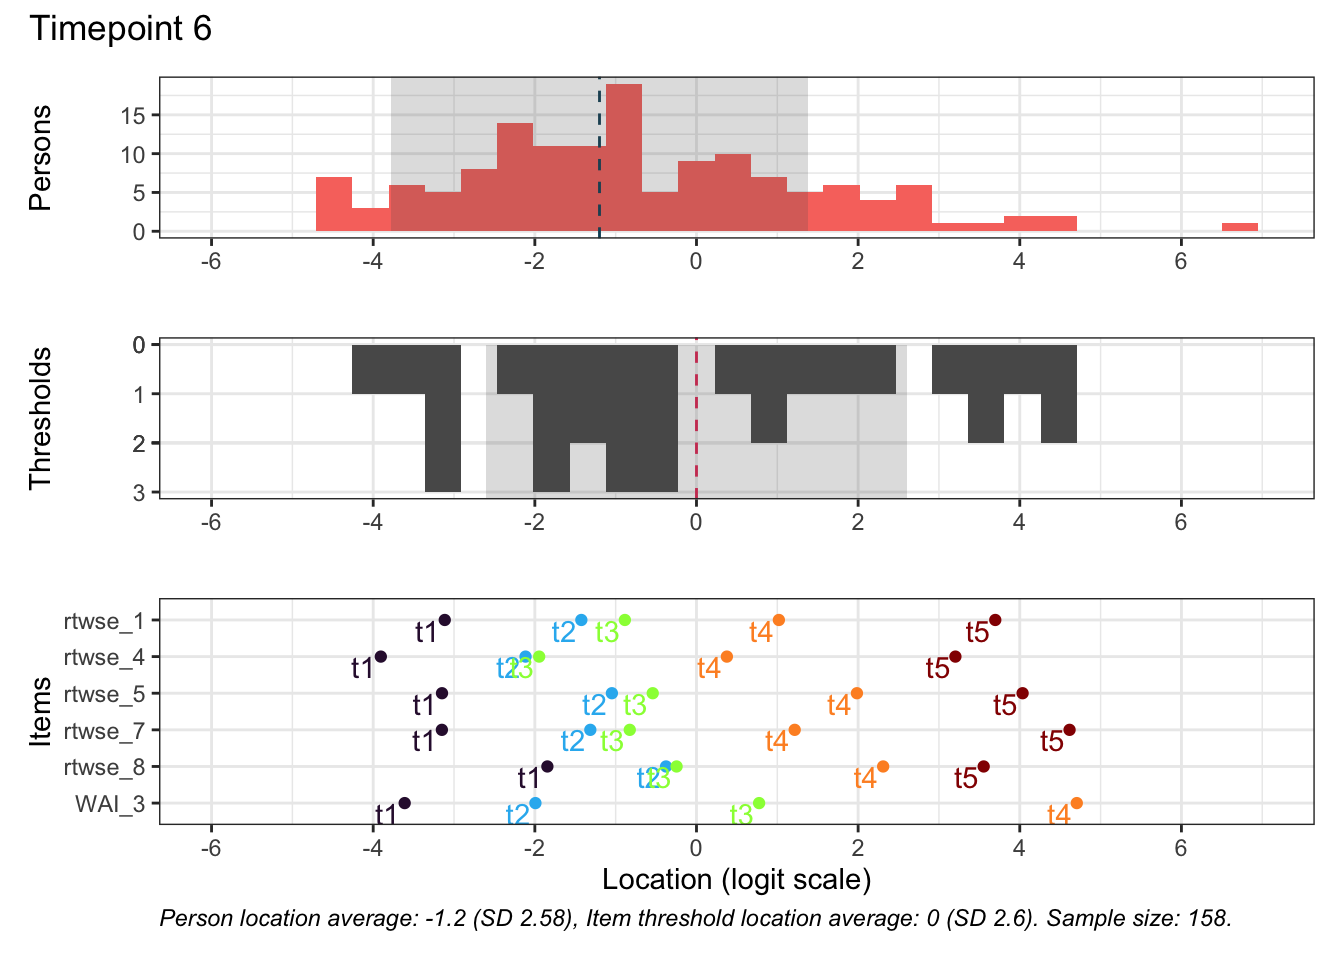 Timepoint 6
Persons
15
10
5
0
-6 -4 -2 0 2 4 6
Thresholds
0
1
2
3
-6 -4 -2 0 2 4 6
Items
rtwse_1 t1 t2 t3 t4 t5
rtwse_4 t1 t2 t3 t4 t5
rtwse_5 t1 t2 t3 t4 t5
rtwse_7 t1 t2 t3 t4 t5
rtwse_8 t1 t2 t3 t4 t5
WAI_3 t1 t2 t3 t4
-6 -4 -2 0 2 4 6
Location (logit scale)
Person location average: -1.2 (SD 2.58), Item threshold location average: 0 (SD 2.6). Sample size: 158.